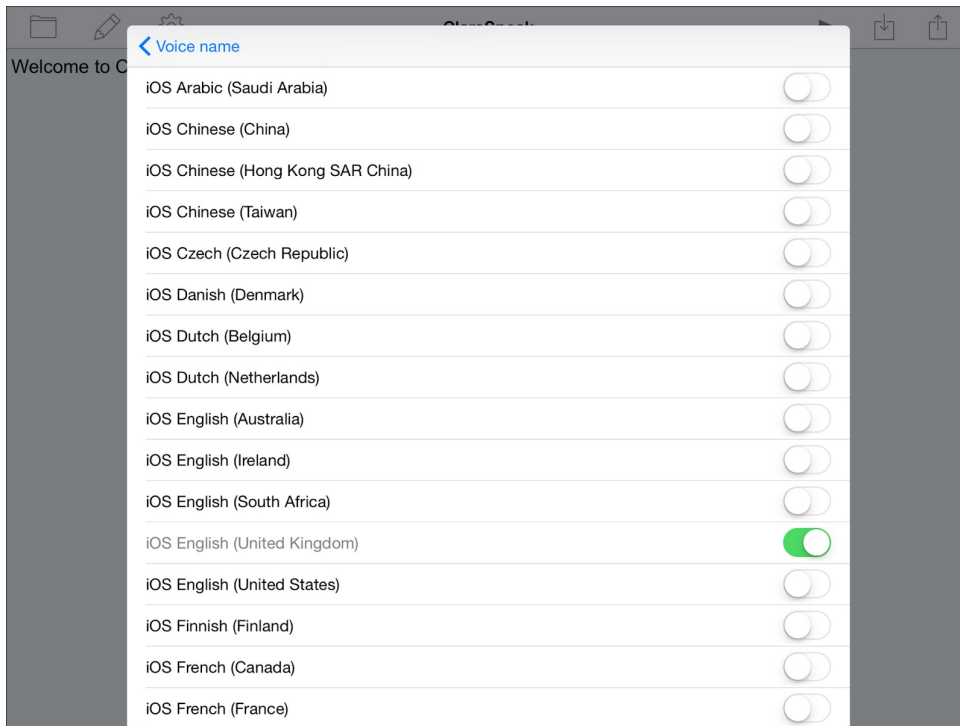 Voice name
Welcome to C
iOS Arabic (Saudi Arabia)
iOS Chinese (China)
iOS Chinese (Hong Kong SAR China)
iOS Chinese (Taiwan)
iOS Czech (Czech Republic)
iOS Danish (Denmark)
iOS Dutch (Belgium)
iOS Dutch (Netherlands)
iOS English (Australia)
iOS English (Ireland)
iOS English (South Africa)
iOS English (United Kingdom)
iOS English (United States)
iOS Finnish (Finland)
iOS French (Canada)
iOS French (France)